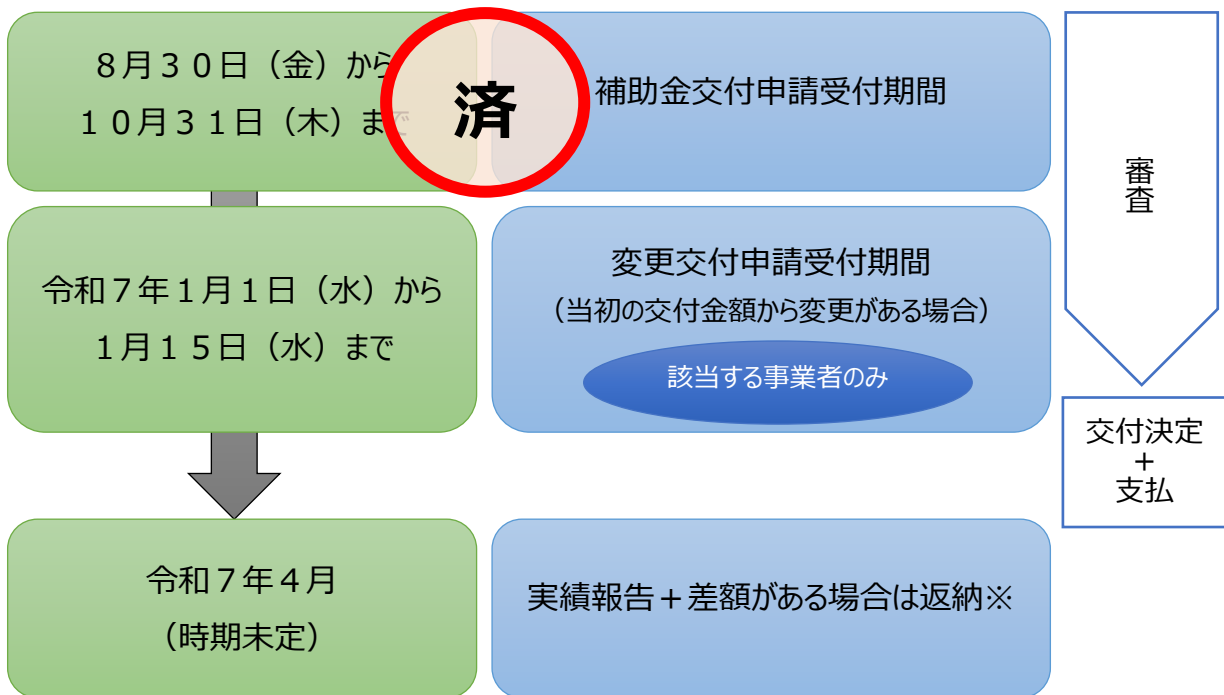 ８月３０日（金）から
１０月３１日（木）まで
済
補助金交付申請受付期間
審査
令和７年１月１日（水）から
１月１５日（水）まで
変更交付申請受付期間
（当初の交付金額から変更がある場合）
該当する事業者のみ
交付決定
＋
支払
令和７年４月
（時期未定）
実績報告＋差額がある場合は返納※